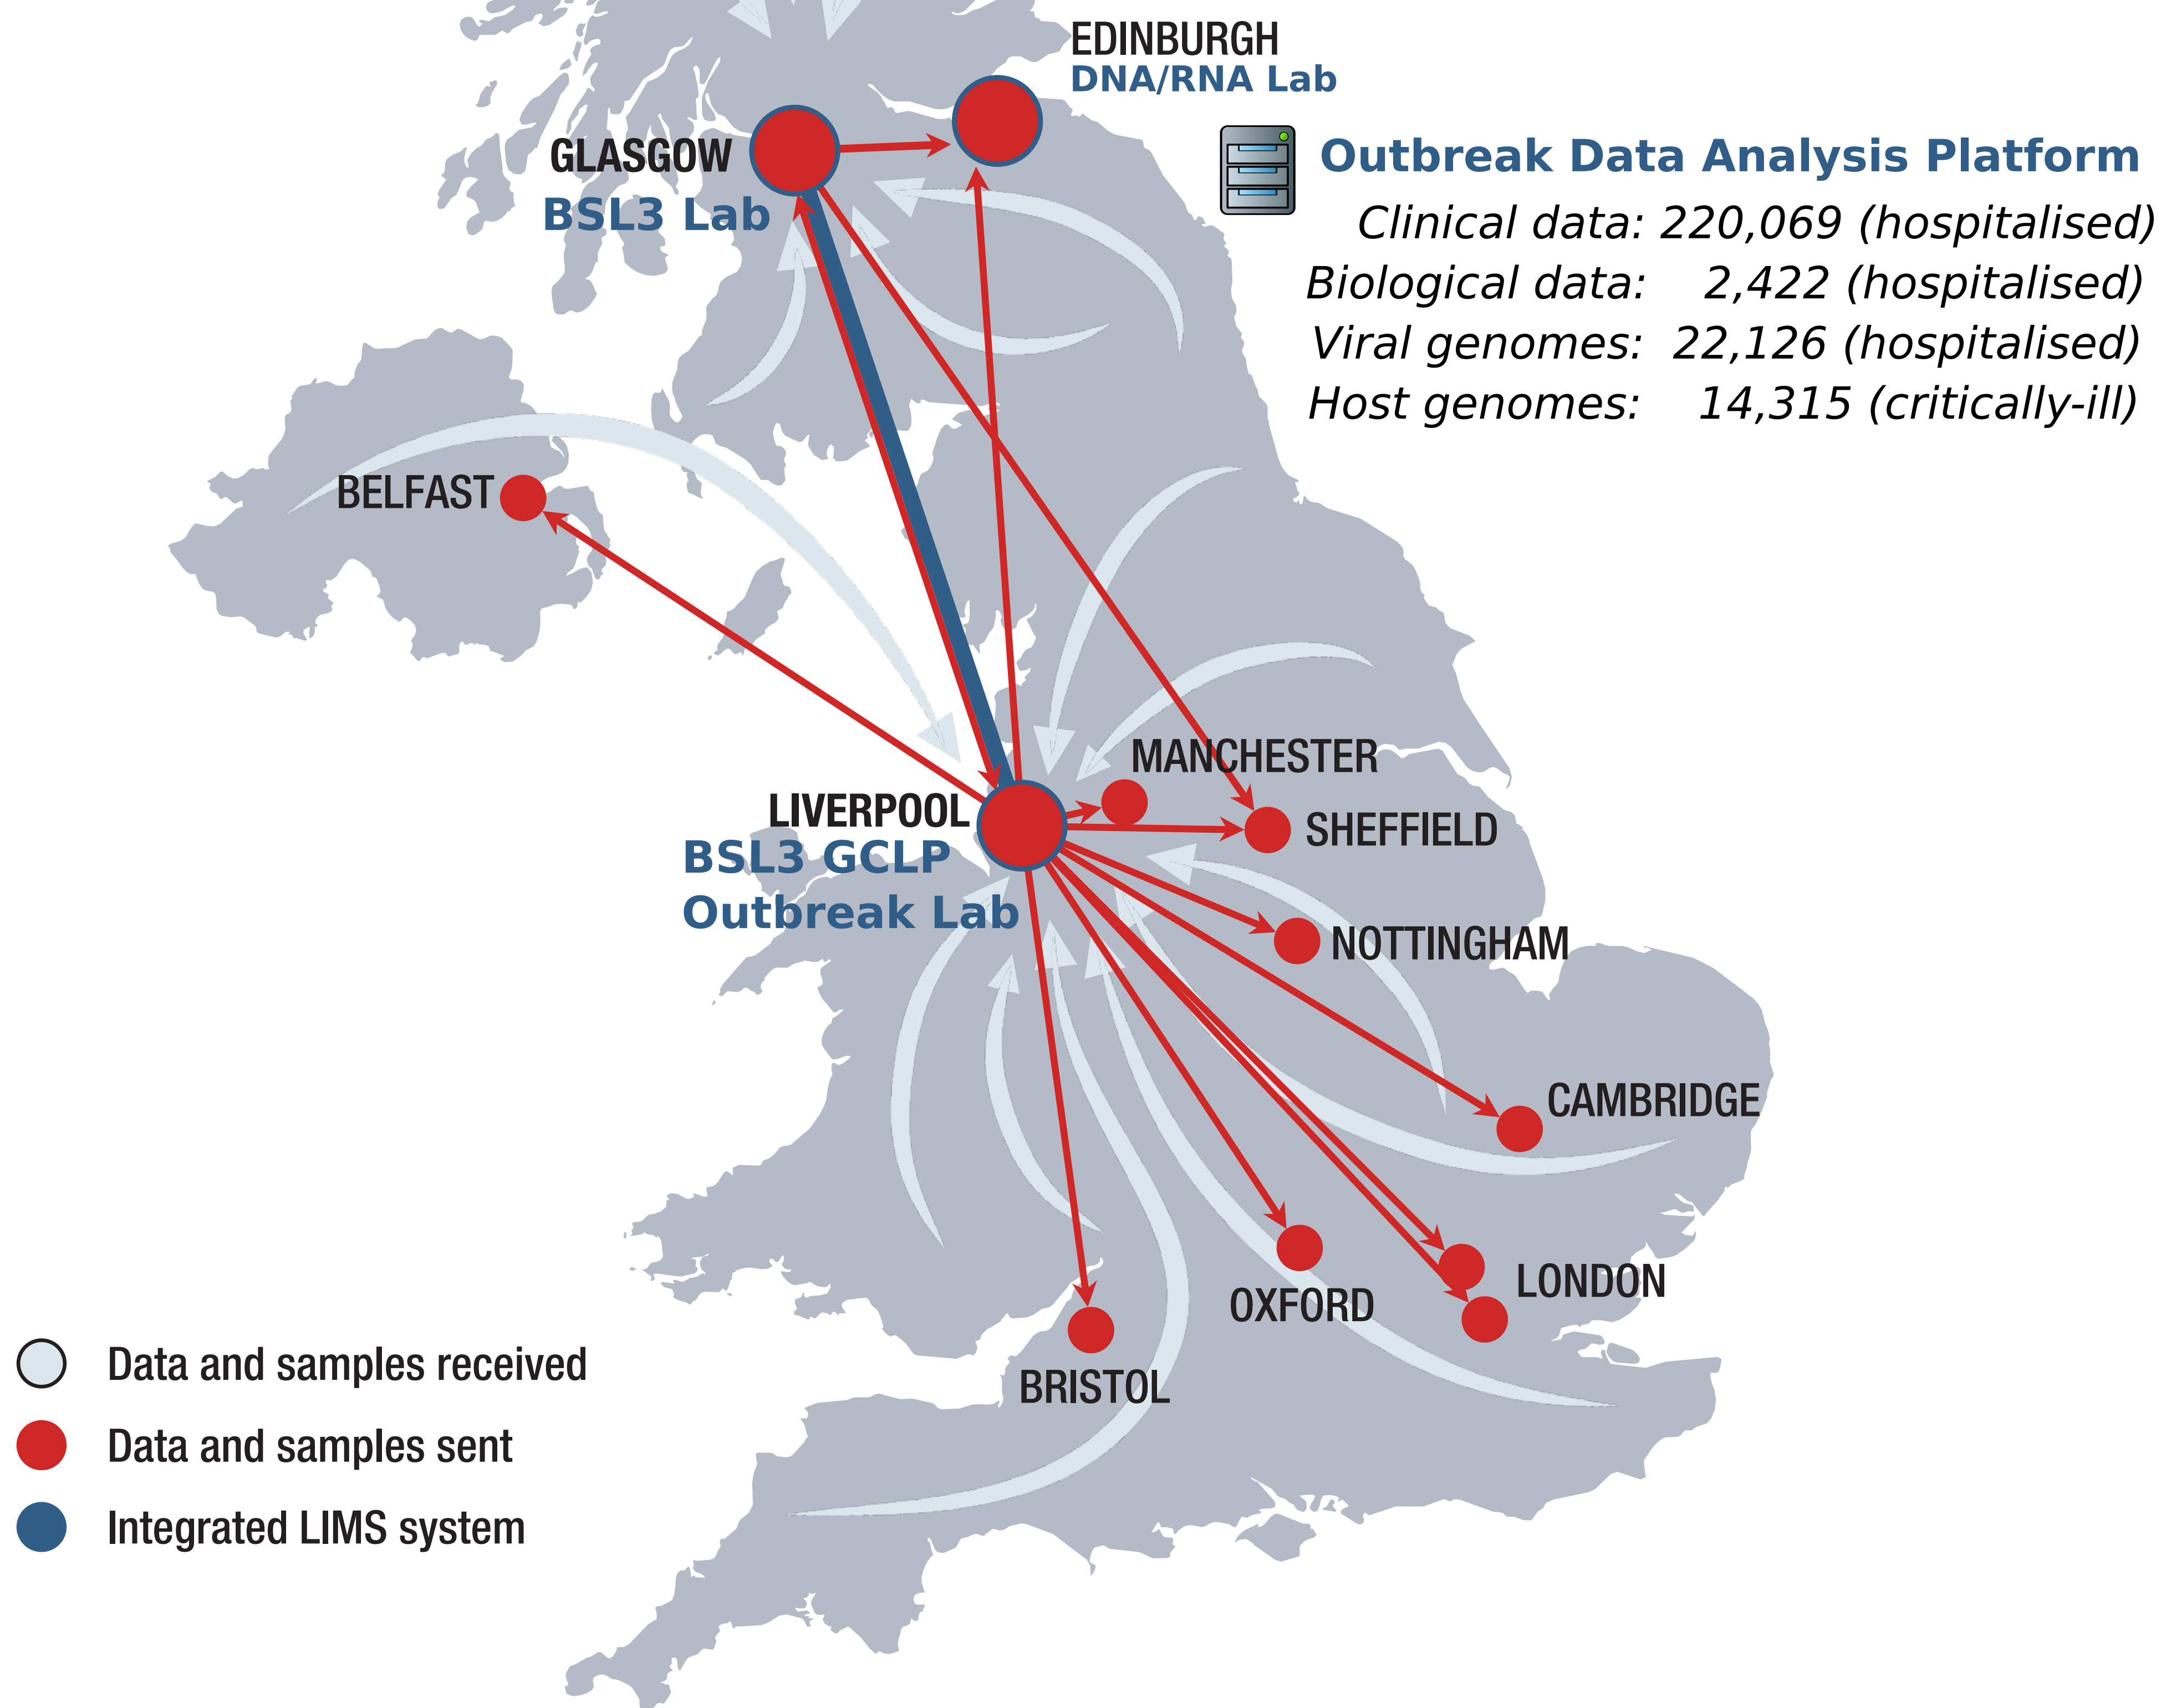 EDINBURGH
DNA/RNA Lab
GLASGOW
BSL3 Lab
Outbreak Data Analysis Platform
Clinical data: 220,069 (hospitalised)
Biological data: 2,422 (hospitalised)
Viral genomes: 22,126 (hospitalised)
Host genomes: 14,315 (critically-ill)
BELFAST
MANCHESTER
LIVERPOOL
BSL3 GCLP
Outbreak Lab
SHEFFIELD
NOTTINGHAM
CAMBRIDGE
LONDON
OXFORD
BRISTOL
Data and samples received
Data and samples sent
Integrated LIMS system